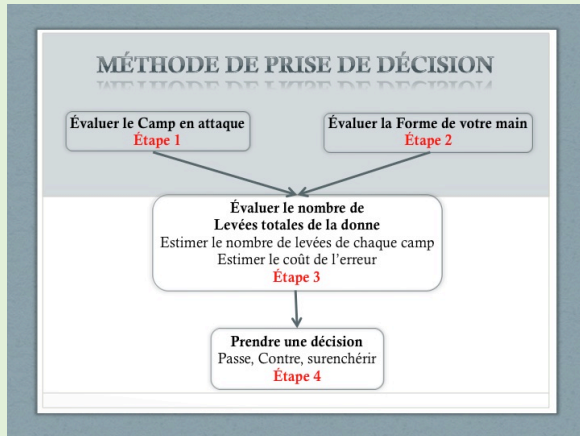 MÉTHODE DE PRISE DE DÉCISION
Évaluer le Camp en attaque
Étape 1
Évaluer la Forme de votre main
Étape 2
Évaluer le nombre de
Levées totales de la donne
Estimer le nombre de levées de chaque camp
Estimer le coût de l'erreur
Étape 3
Prendre une décision
Passe, Contre, surenchérir
Étape 4